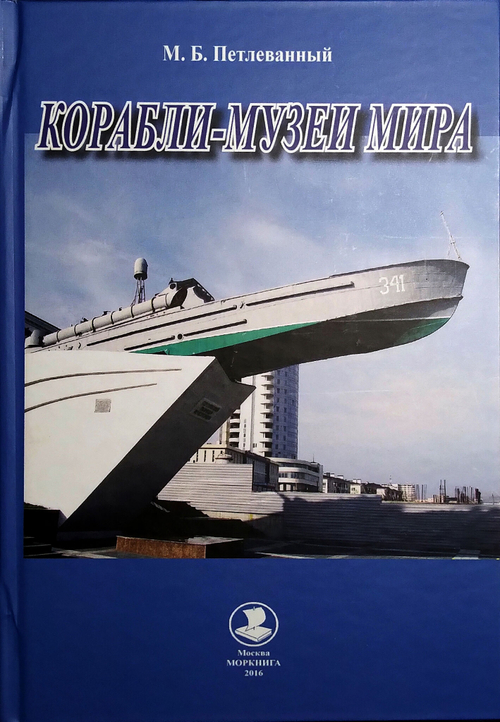 М. Б. Петлеванный
КОРАБЛИ-МУЗЕИ МИРА
341
Москва
МОРКНИГА
2016